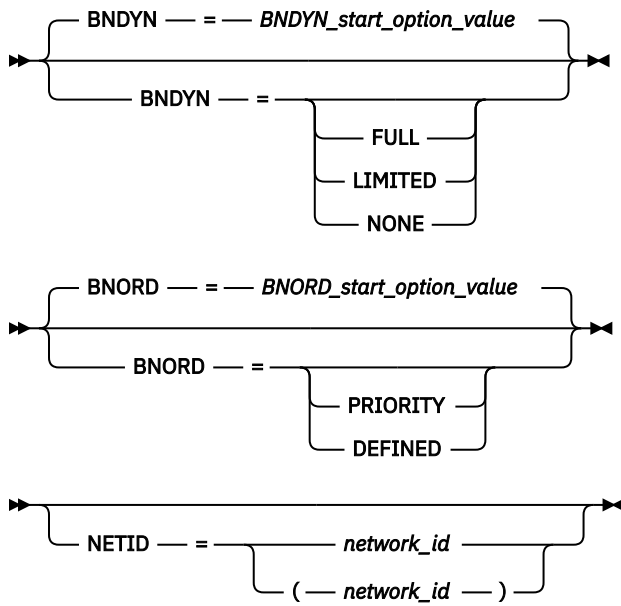 BNDYN = BNDYN_start_option_value
BNDYN =
FULL
LIMITED
NONE
BNORD = BNORD_start_option_value
BNORD =
PRIORITY
DEFINED
NETID = network_id
( network_id )